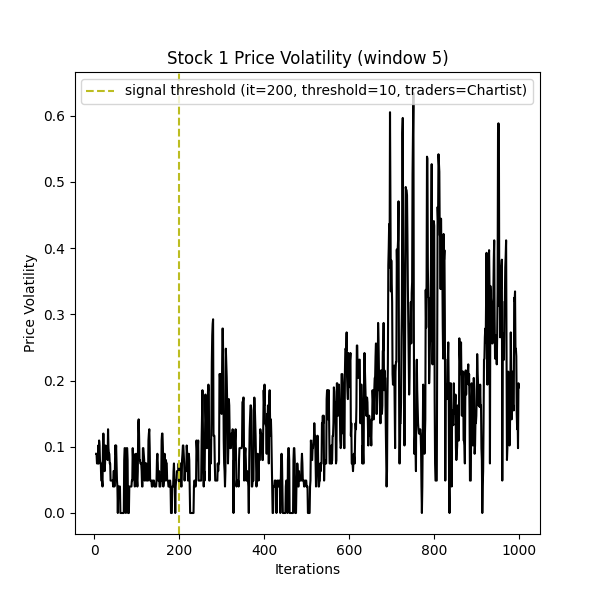 Stock 1 Price Volatility (window 5)
signal threshold (it=200, threshold=10, traders=Chartist)
0.6
0.5
0.4
0.3
0.2
0.1
0.0
Price Volatility
0 200 400 600 800 1000
Iterations